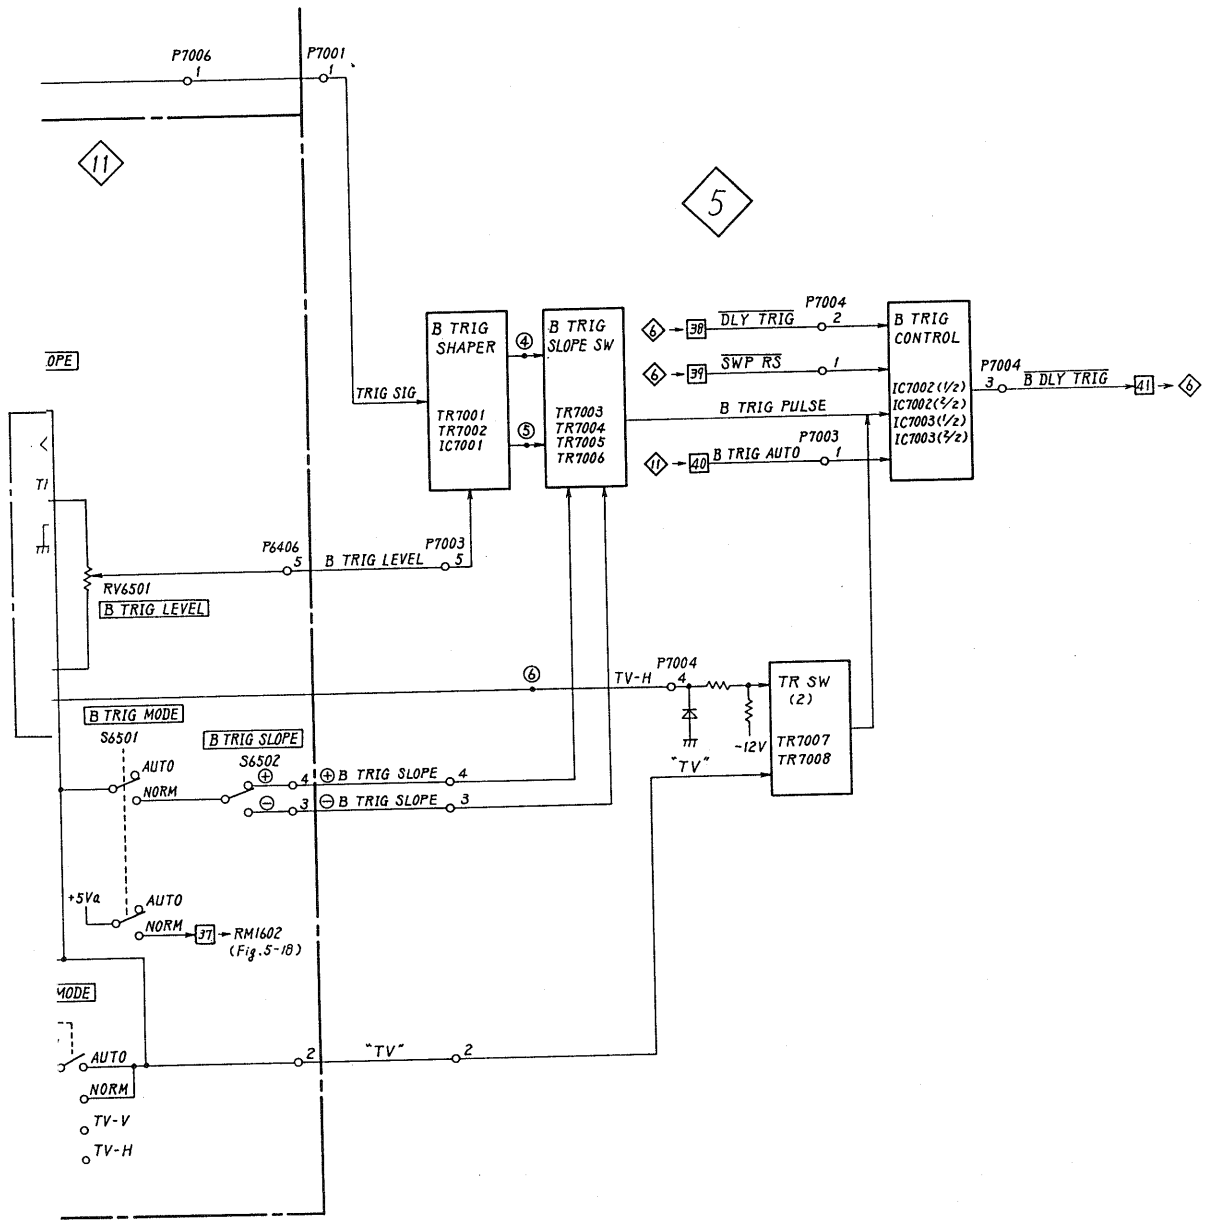 P7006
1
P7001
1
11
5
OPE
B TRIG
SHAPER
TR7001
TR7002
IC7001
TRIG SIG
4
5
B TRIG
SLOPE SW
TR7003
TR7004
TR7005
TR7006
6
38
DLY TRIG
P7004
2
6
39
SWP RS
1
B TRIG PULSE
11
40
B TRIG AUTO
P7003
1
B TRIG
CONTROL
IC7002(1/2)
IC7002(2/2)
IC7003(1/2)
IC7003(2/2)
P7004
3
B DLY TRIG
41
6
RV6501
B TRIG LEVEL
P6406
5
B TRIG LEVEL
P7003
5
6
TV-H
P7004
4
-12V
"TV"
TR SW
(2)
TR7007
TR7008
B TRIG MODE
S6501
AUTO
NORM
B TRIG SLOPE
S6502
+
4
+ B TRIG SLOPE
4
-
3
- B TRIG SLOPE
3
+5Va
AUTO
NORM
37
RM1602
(Fig.5-18)
MODE
AUTO
NORM
TV-V
TV-H
2
"TV"
2